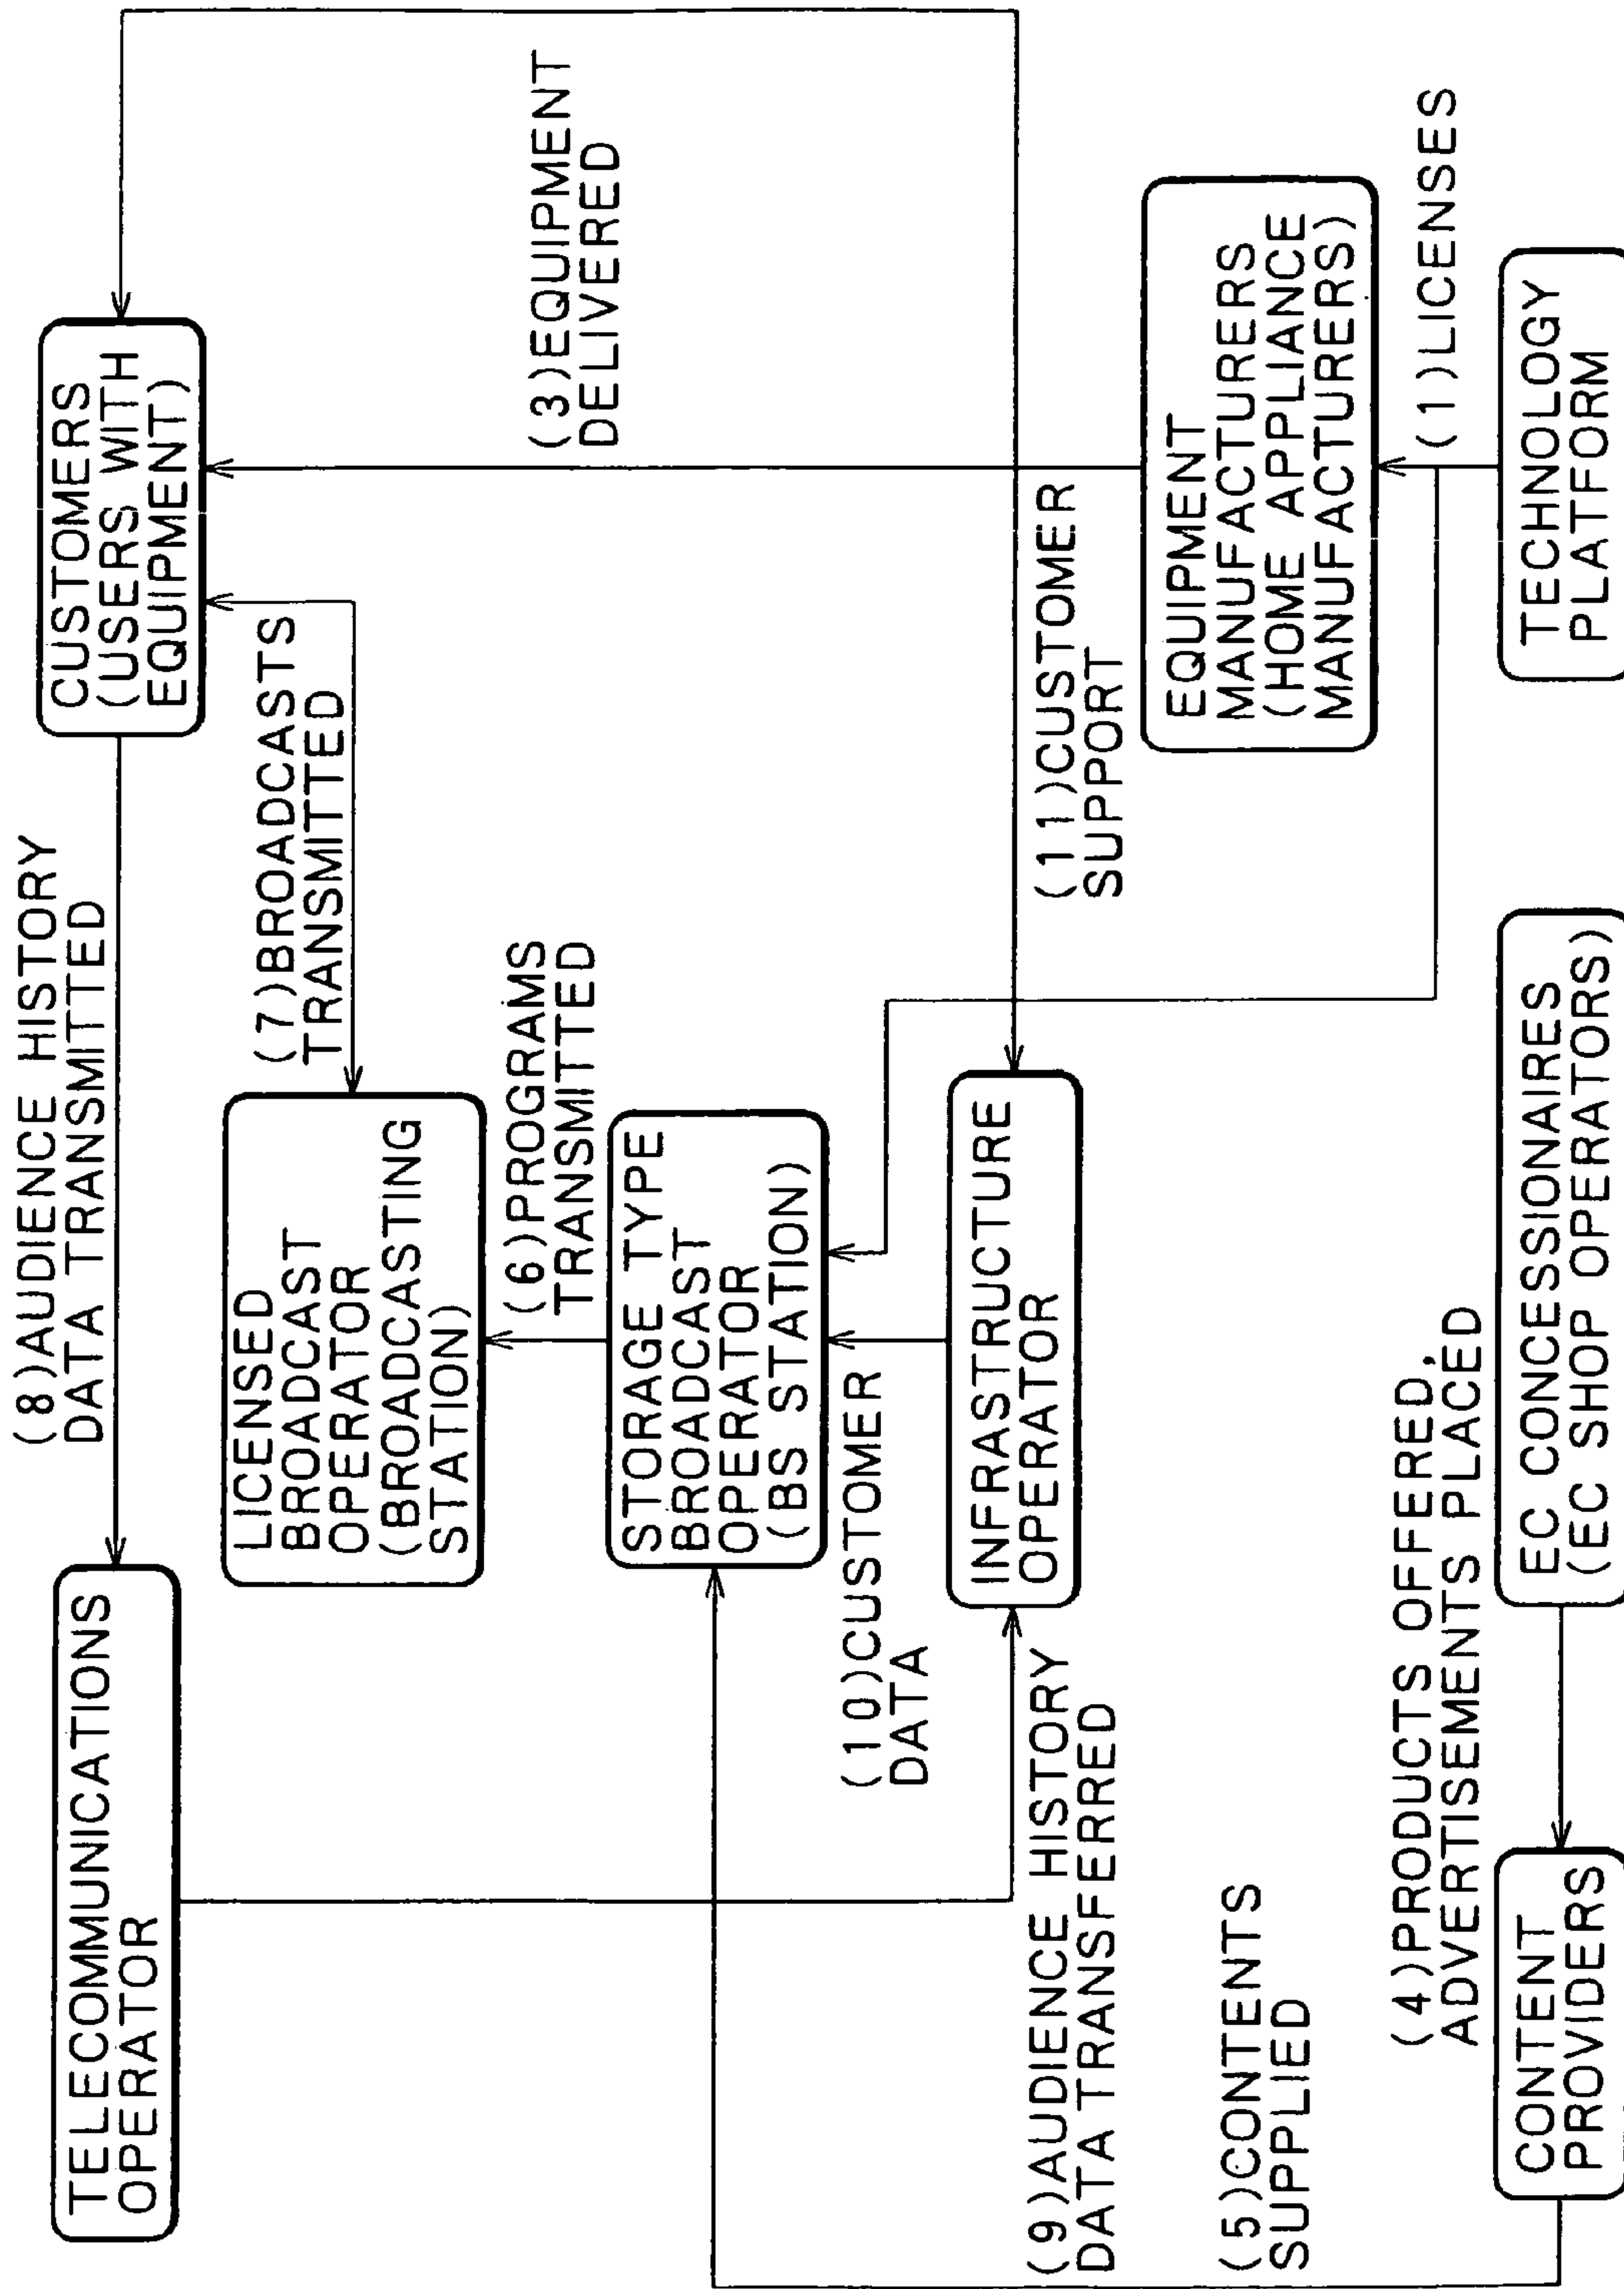 TELECOMMUNICATIONS
OPERATOR
(8)AUDIENCE HISTORY
DATA TRANSMITTED
CUSTOMERS
(USERS WITH
EQUIPMENT)
LICENSED
BROADCAST
OPERATOR
(BROADCASTING
STATION)
(7)BROADCASTS
TRANSMITTED
(6)PROGRAMS
TRANSMITTED
(3)EQUIPMENT
DELIVERED
STORAGE TYPE
BROADCAST
OPERATOR
(BS STATION)
(10)CUSTOMER
DATA
INFRASTRUCTURE
OPERATOR
(11)CUSTOMER
SUPPORT
(9)AUDIENCE HISTORY
DATA TRANSFERRED
EQUIPMENT
MANUFACTURERS
(HOME APPLIANCE
MANUFACTURERS)
(5)CONTENTS
SUPPLIED
(4)PRODUCTS OFFERED,
ADVERTISEMENTS PLACED
(1)LICENSES
CONTENT
PROVIDERS
EC CONCESSIONAIRES
(EC SHOP OPERATORS)
TECHNOLOGY
PLATFORM